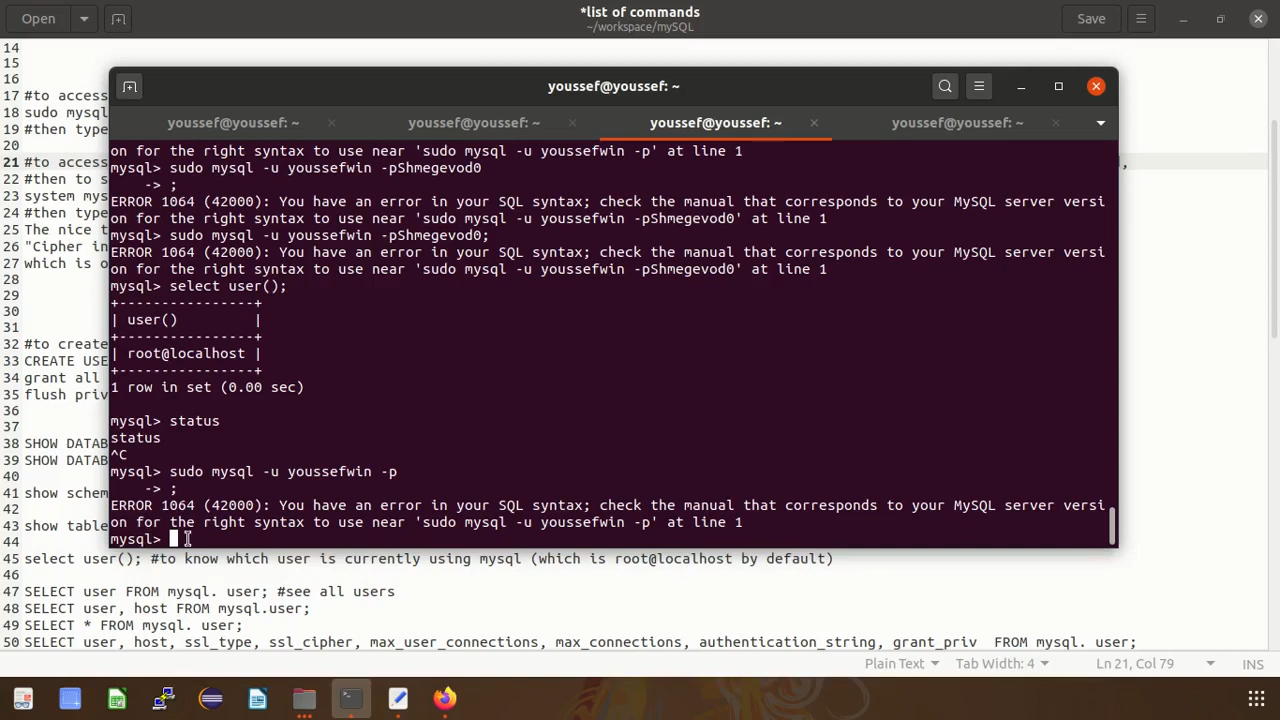 Open
*list of commands
~/workspace/mySQL
Save
14
15
16
17 #to access
18 sudo mysql
19 #then type
20
21 #to access
22 #then to s
23 system mys
24 #then type
25 The nice t
26 "Cipher in
27 which is o
28
29
30
31
32 #to create
33 CREATE USE
34 grant all
35 flush priv
36
37
38 SHOW DATAB
39 SHOW DATAB
40
41 show schem
42
43 show table
44
45 select user(); #to know which user is currently using mysql (which is root@localhost by default)
46
47 SELECT user FROM mysql. user; #see all users
48 SELECT user, host FROM mysql.user;
49 SELECT * FROM mysql. user;
50 SELECT user, host, ssl_type, ssl_cipher, max_user_connections, max_connections, authentication_string, grant_priv  FROM mysql. user;
youssef@youssef: ~
youssef@youssef: ~
youssef@youssef: ~
youssef@youssef: ~
youssef@youssef: ~
on for the right syntax to use near 'sudo mysql -u youssefwin -p' at line 1
mysql> sudo mysql -u youssefwin -pShmegevod0
-> ;
ERROR 1064 (42000): You have an error in your SQL syntax; check the manual that corresponds to your MySQL server versi
on for the right syntax to use near 'sudo mysql -u youssefwin -pShmegevod0' at line 1
mysql> sudo mysql -u youssefwin -pShmegevod0;
ERROR 1064 (42000): You have an error in your SQL syntax; check the manual that corresponds to your MySQL server versi
on for the right syntax to use near 'sudo mysql -u youssefwin -pShmegevod0' at line 1
mysql> select user();
+----------------+
| user()         |
+----------------+
| root@localhost |
+----------------+
1 row in set (0.00 sec)
mysql> status
status
^C
mysql> sudo mysql -u youssefwin -p
-> ;
ERROR 1064 (42000): You have an error in your SQL syntax; check the manual that corresponds to your MySQL server versi
on for the right syntax to use near 'sudo mysql -u youssefwin -p' at line 1
mysql>
Plain Text
Tab Width: 4
Ln 21, Col 79
INS